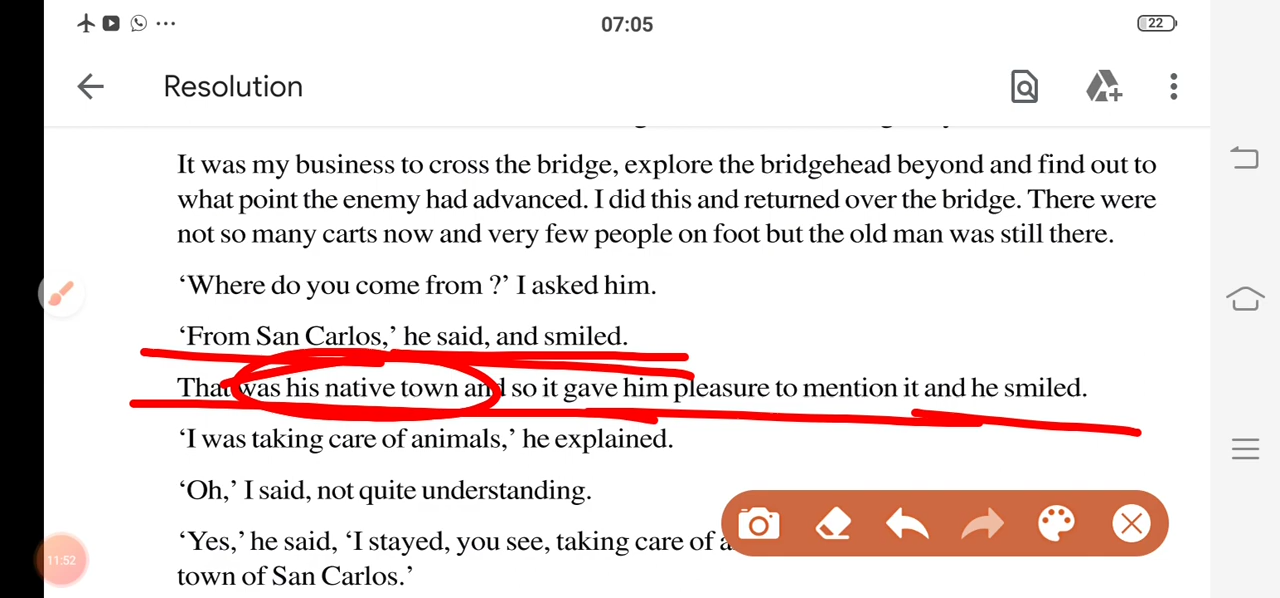 07:05
22
Resolution
It was my business to cross the bridge, explore the bridgehead beyond and find out to
what point the enemy had advanced. I did this and returned over the bridge. There were
not so many carts now and very few people on foot but the old man was still there.
‘Where do you come from ?’ I asked him.
‘From San Carlos,’ he said, and smiled.
That was his native town and so it gave him pleasure to mention it and he smiled.
‘I was taking care of animals,’ he explained.
‘Oh,’ I said, not quite understanding.
‘Yes,’ he said, ‘I stayed, you see, taking care of
town of San Carlos.’
11:52